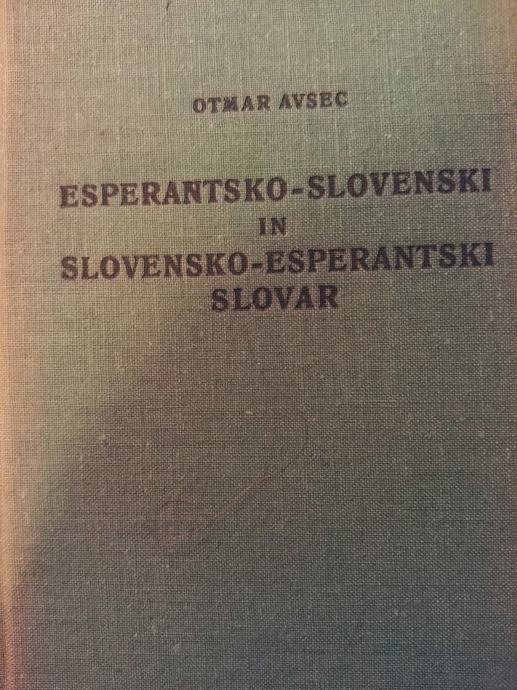 OTMAR AVSEC
ESPERANTSKO-SLOVENSKI
IN
SLOVENSKO-ESPERANTSKI
SLOVAR